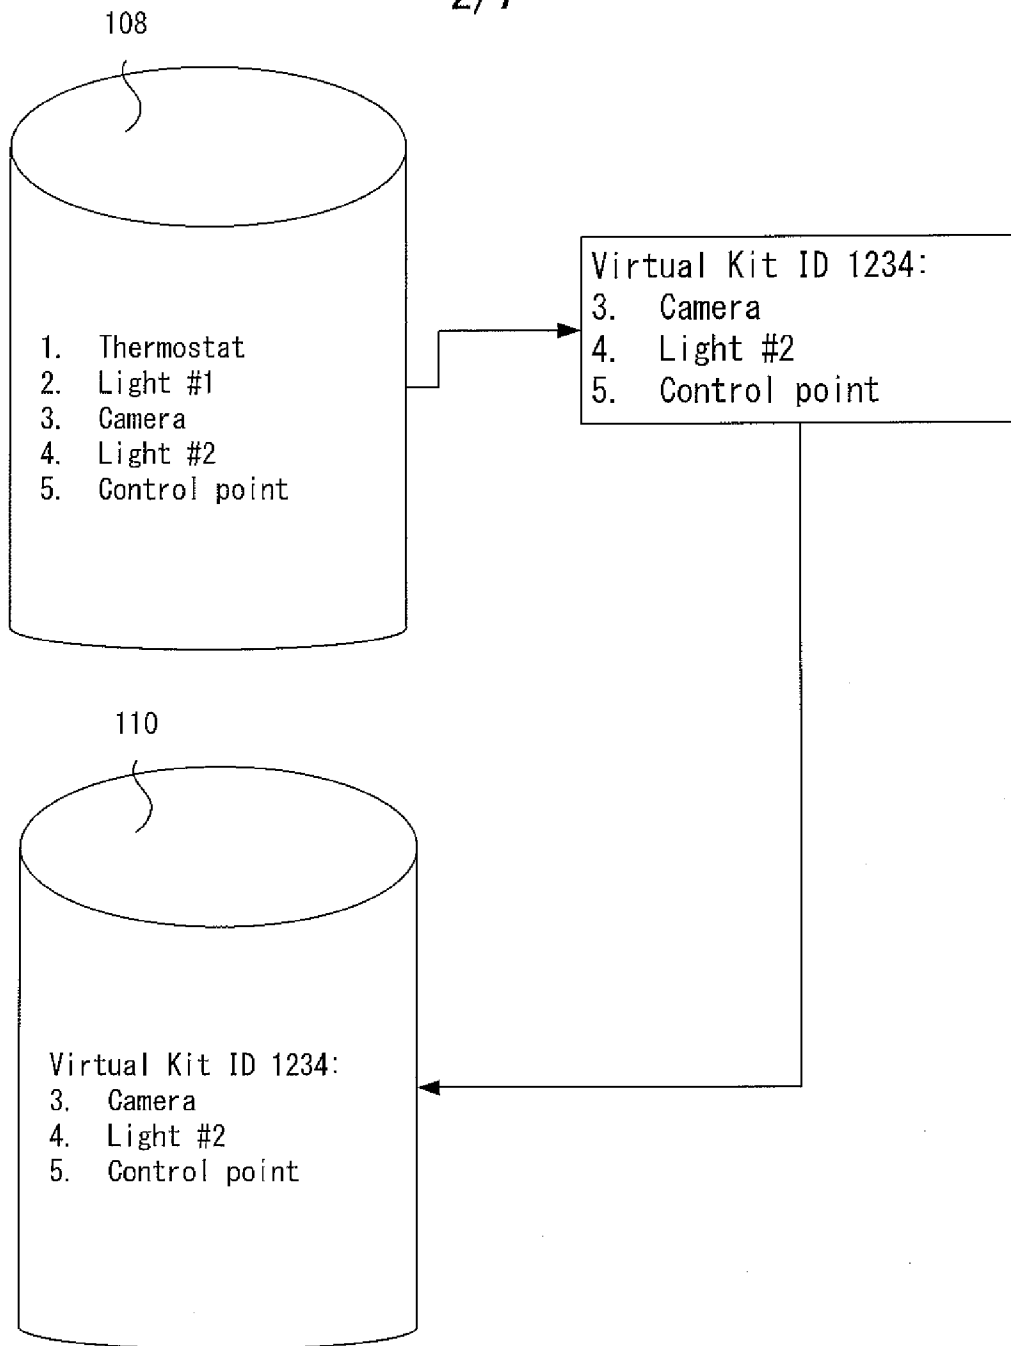 108
1. Thermostat
2. Light #1
3. Camera
4. Light #2
5. Control point
Virtual Kit ID 1234:
3. Camera
4. Light #2
5. Control point
110
Virtual Kit ID 1234:
3. Camera
4. Light #2
5. Control point